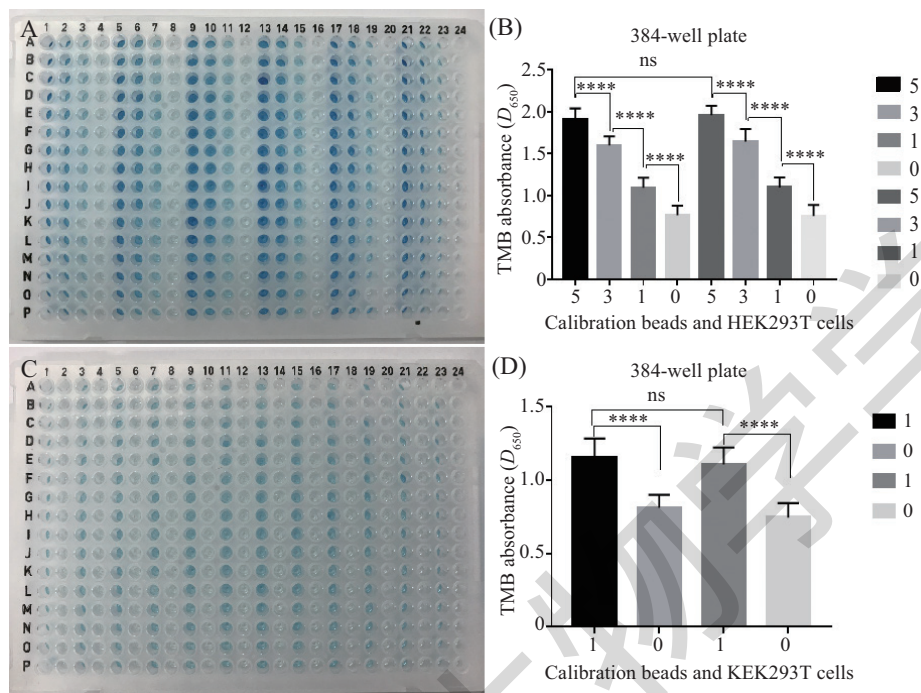 A
1 2 3 4 5 6 7 8 9 10 11 12 13 14 15 16 17 18 19 20 21 22 23 24
A
B
C
D
E
F
G
H
I
J
K
L
M
N
O
P
(B)
384-well plate
ns
**** ****
**** ****
**** ****
TMB absorbance (D650)
2.5
2.0
1.5
1.0
0.5
0
5 3 1 0 5 3 1 0
Calibration beads and HEK293T cells
5
3
1
0
5
3
1
0
C
1 2 3 4 5 6 7 8 9 10 11 12 13 14 15 16 17 18 19 20 21 22 23 24
A
B
C
D
E
F
G
H
I
J
K
L
M
N
O
P
(D)
384-well plate
ns
**** ****
TMB absorbance (D650)
1.5
1.0
0.5
0
1 0 1 0
Calibration beads and KEK293T cells
1
0
1
0
物学